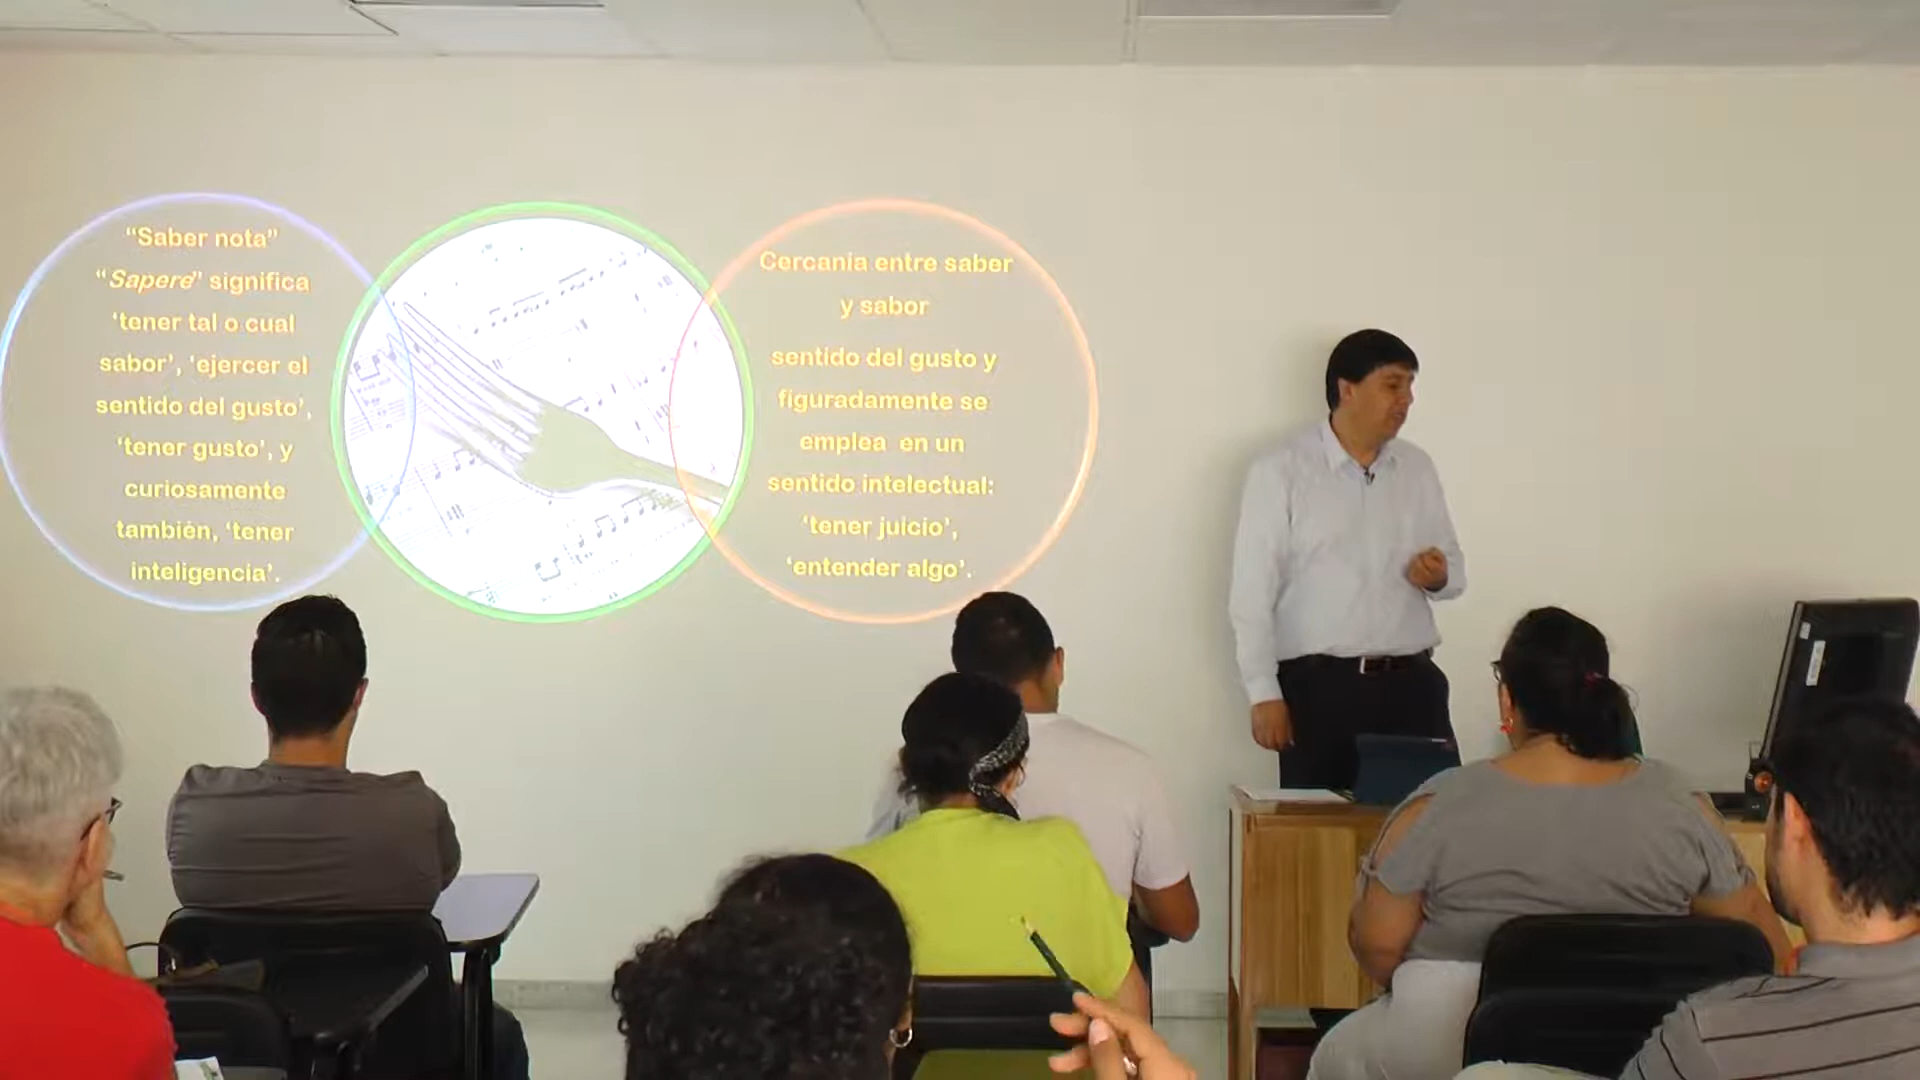 “Saber nota”
“Sapere” significa
‘tener tal o cual
sabor’, ‘ejercer el
sentido del gusto’,
‘tener gusto’, y
curiosamente
también, ‘tener
inteligencia’.
Cercanía entre saber
y sabor
sentido del gusto y
figuradamente se
emplea en un
sentido intelectual:
‘tener juicio’,
‘entender algo’.